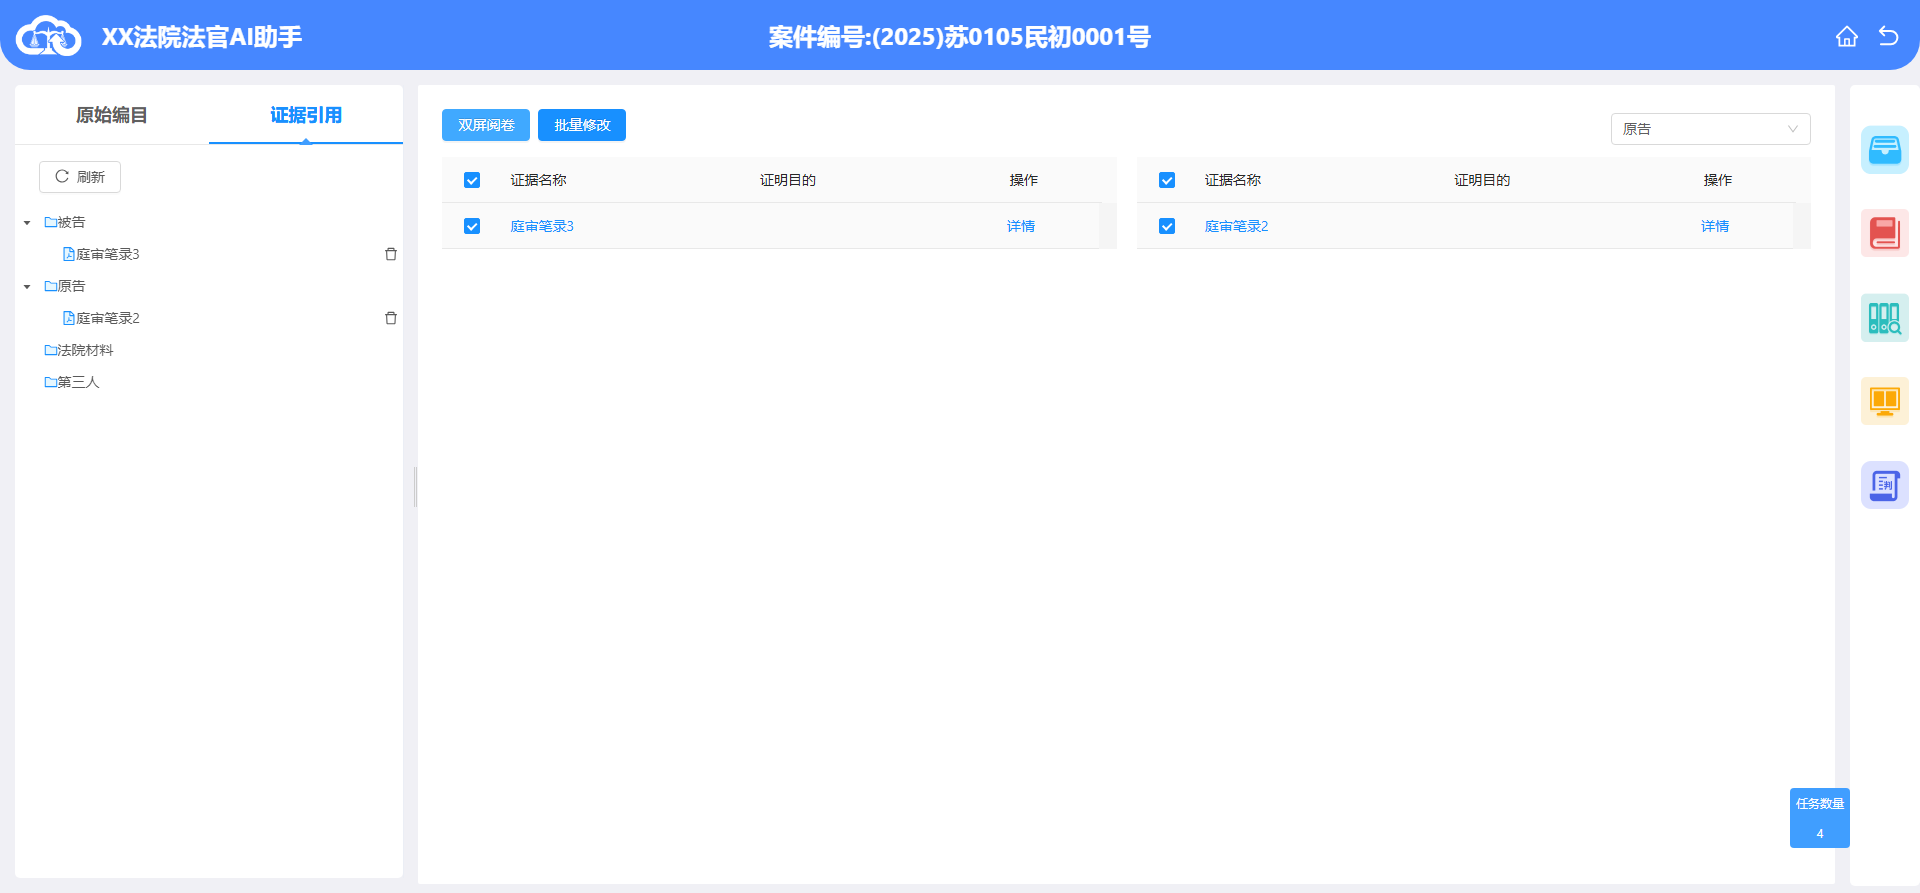 XX法院法官AI助手
案件编号:(2025)苏0105民初0001号
原始编目 证据引用
刷新
被告
庭审笔录3
原告
庭审笔录2
法院材料
第三人
双屏阅卷 批量修改
原告
证据名称 证明目的 操作
庭审笔录3 详情
证据名称 证明目的 操作
庭审笔录2 详情
判
任务数量
4